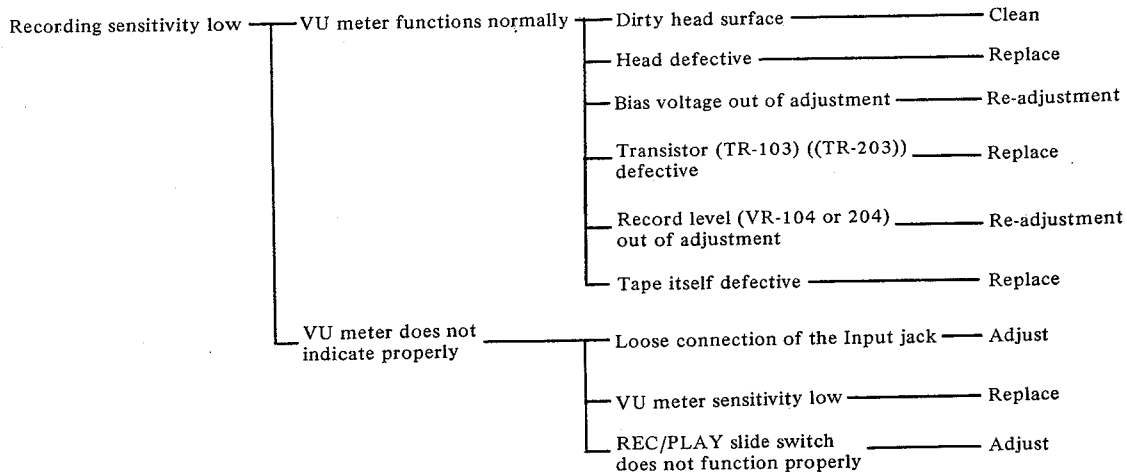 Recording sensitivity low
VU meter functions normally
Dirty head surface
Clean
Head defective
Replace
Bias voltage out of adjustment
Re-adjustment
Transistor (TR-103) ((TR-203))
defective
Replace
Record level (VR-104 or 204)
out of adjustment
Re-adjustment
Tape itself defective
Replace
VU meter does not
indicate properly
Loose connection of the Input jack
Adjust
VU meter sensitivity low
Replace
REC/PLAY slide switch
does not function properly
Adjust